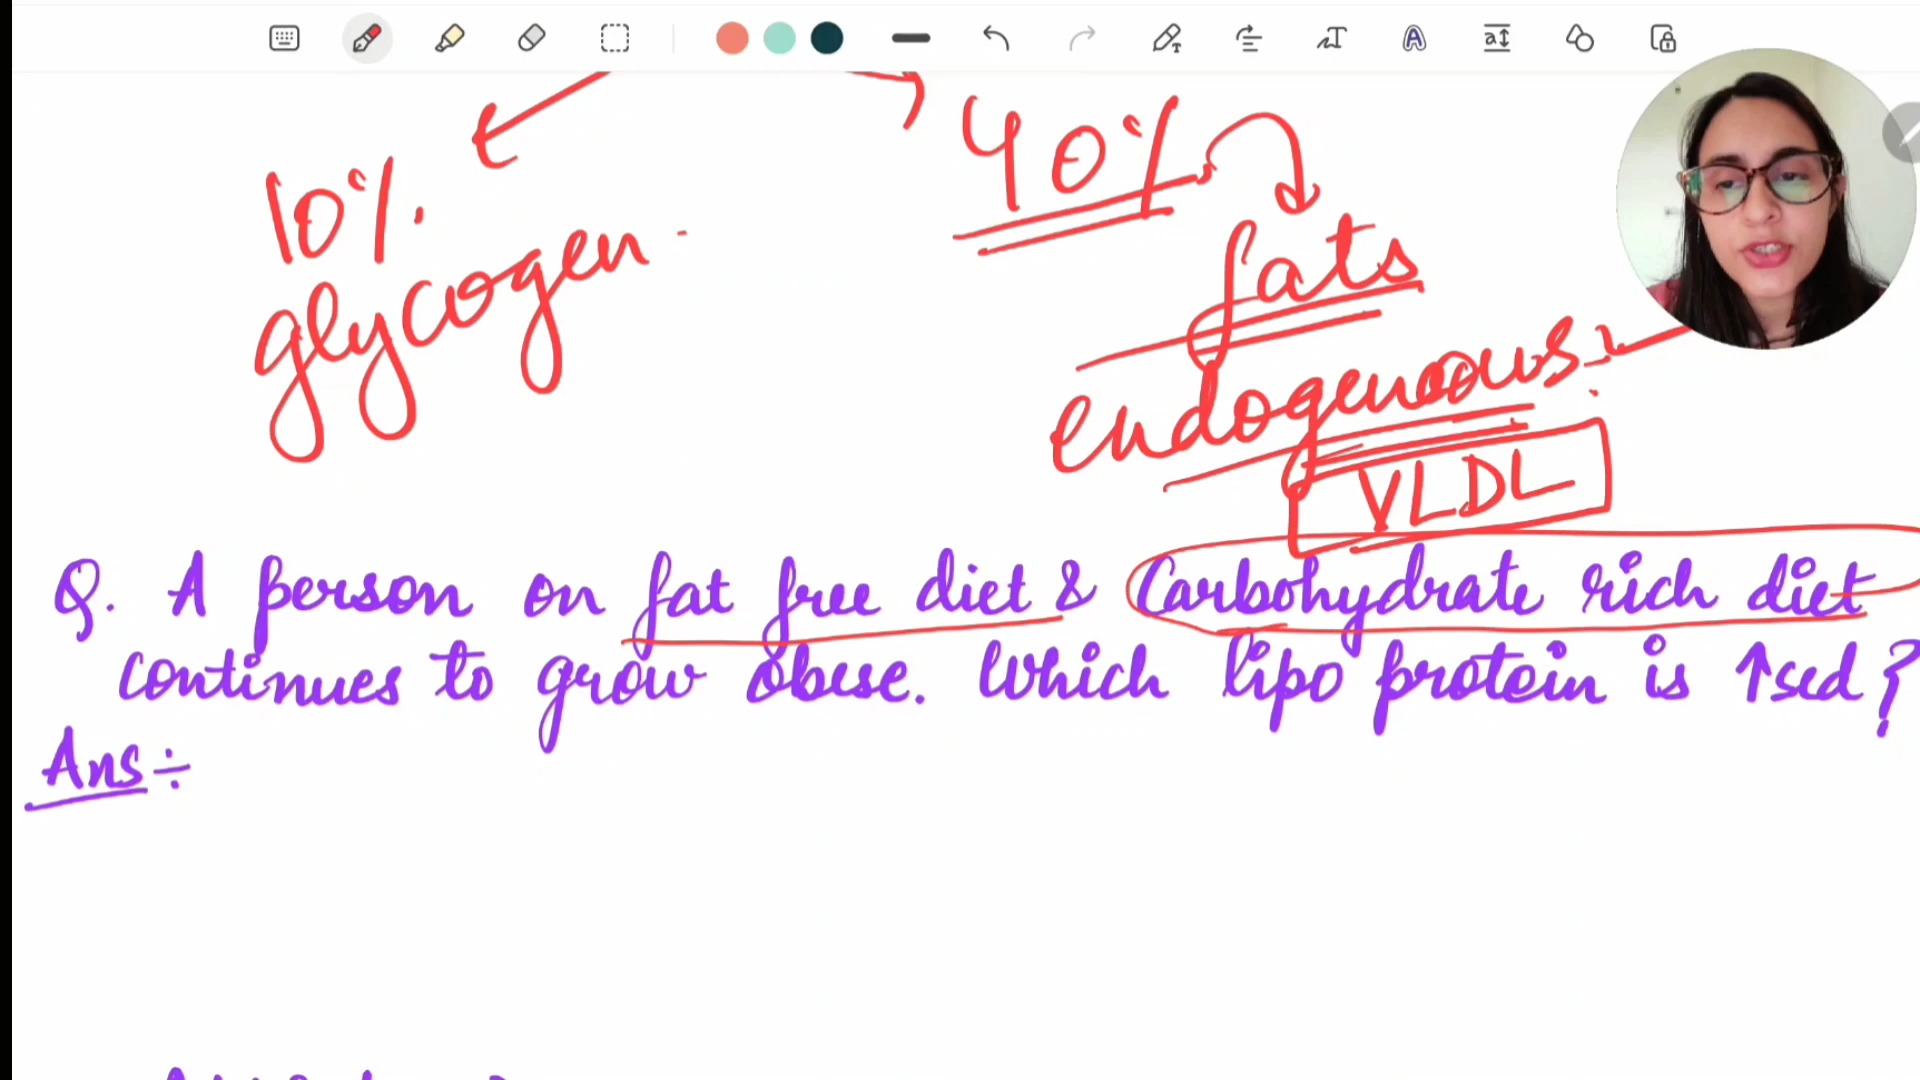 10%.
glycogen.
40%.
fats
endogeneous.
VLDL
Q. A person on fat free diet & Carbohydrate rich diet
continues to grow obese. Which lipo protein is ↑sed?
Ans ÷